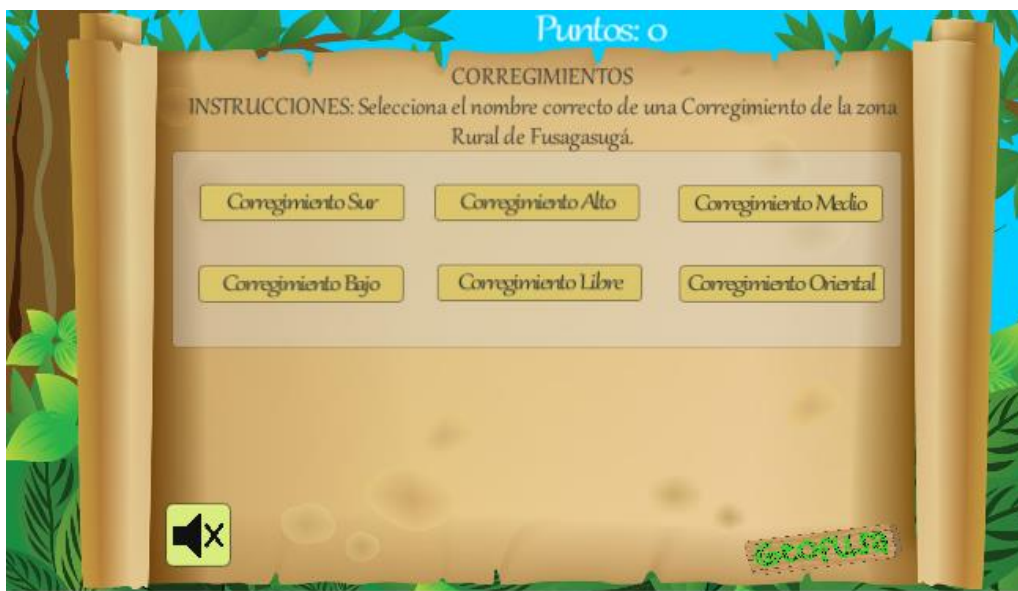 Puntos: 0
CORREGIMIENTOS
INSTRUCCIONES: Selecciona el nombre correcto de una Corregimiento de la zona
Rural de Fusagasugá.
Corregimiento Sur
Corregimiento Alto
Corregimiento Medio
Corregimiento Bajo
Corregimiento Libre
Corregimiento Oriental